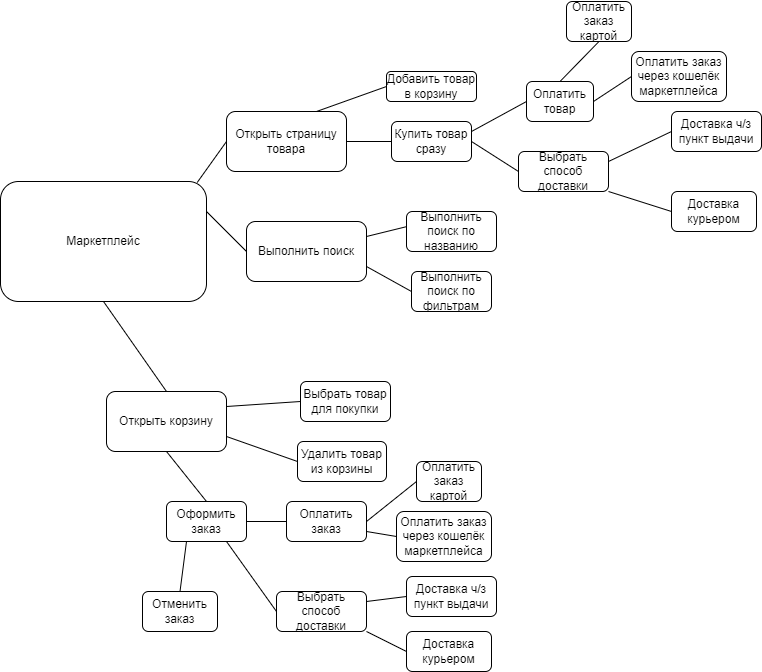 Оплатить
заказ
картой
Добавить товар
в корзину
Оплатить заказ
через кошелёк
маркетплейса
Оплатить
товар
Открыть страницу
товара
Купить товар
сразу
Доставка ч/з
пункт выдачи
Выбрать
способ
доставки
Доставка
курьером
Маркетплейс
Выполнить поиск
Выполнить
поиск по
названию
Выполнить
поиск по
фильтрам
Открыть корзину
Выбрать товар
для покупки
Удалить товар
из корзины
Оформить
заказ
Оплатить
заказ
Оплатить
заказ
картой
Оплатить заказ
через кошелёк
маркетплейса
Отменить
заказ
Выбрать
способ
доставки
Доставка ч/з
пункт выдачи
Доставка
курьером